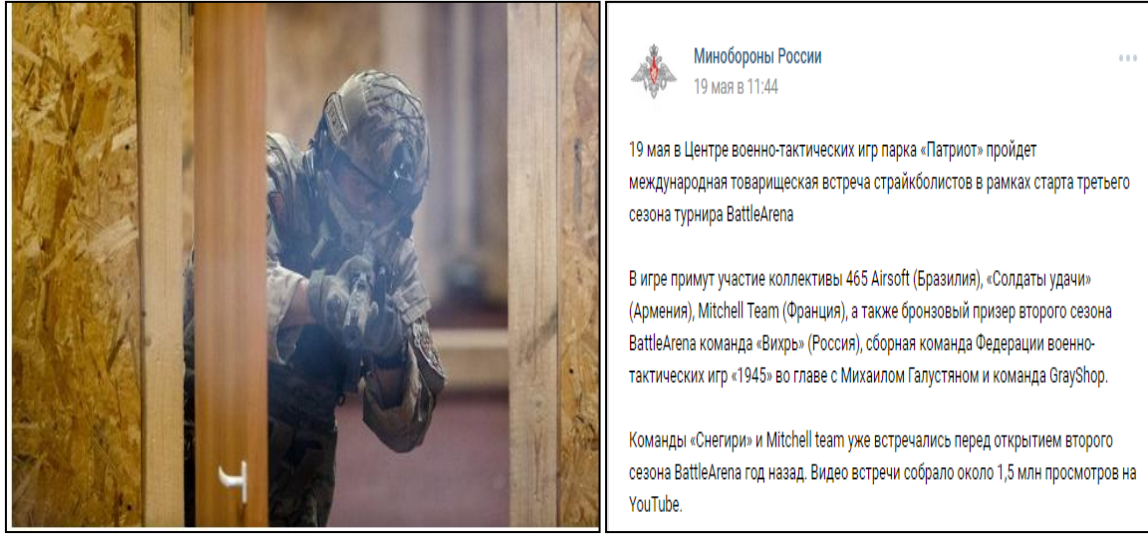 Минобороны России
19 мая в 11:44
19 мая в Центре военно-тактических игр парка «Патриот» пройдет
международная товарищеская встреча страйкболистов в рамках старта третьего
сезона турнира BattleArena
В игре примут участие коллективы 465 Airsoft (Бразилия), «Солдаты удачи»
(Армения), Mitchell Team (Франция), а также бронзовый призер второго сезона
BattleArena команда «Вихрь» (Россия), сборная команда Федерации военно-
тактических игр «1945» во главе с Михаилом Галустяном и команда GrayShop.
Команды «Снегири» и Mitchell team уже встречались перед открытием второго
сезона BattleArena год назад. Видео встречи собрало около 1,5 млн просмотров на
YouTube.